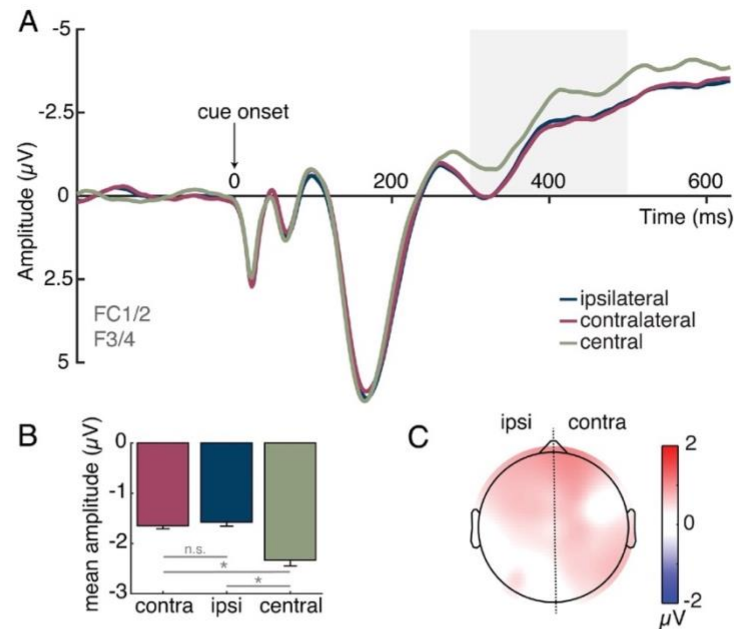 A
-5
-2.5
0
2.5
5
Amplitude (µV)
cue onset
0 200 400 600
Time (ms)
FC1/2
F3/4
ipsilateral
contralateral
central
B
0
-1
-2
-3
mean amplitude (µV)
n.s.
*
*
contra ipsi central
C
ipsi contra
2
0
-2
µV